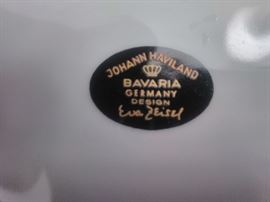 JOHANN HAVILAND
BAVARIA
GERMANY
DESIGN
Eva Zeisel